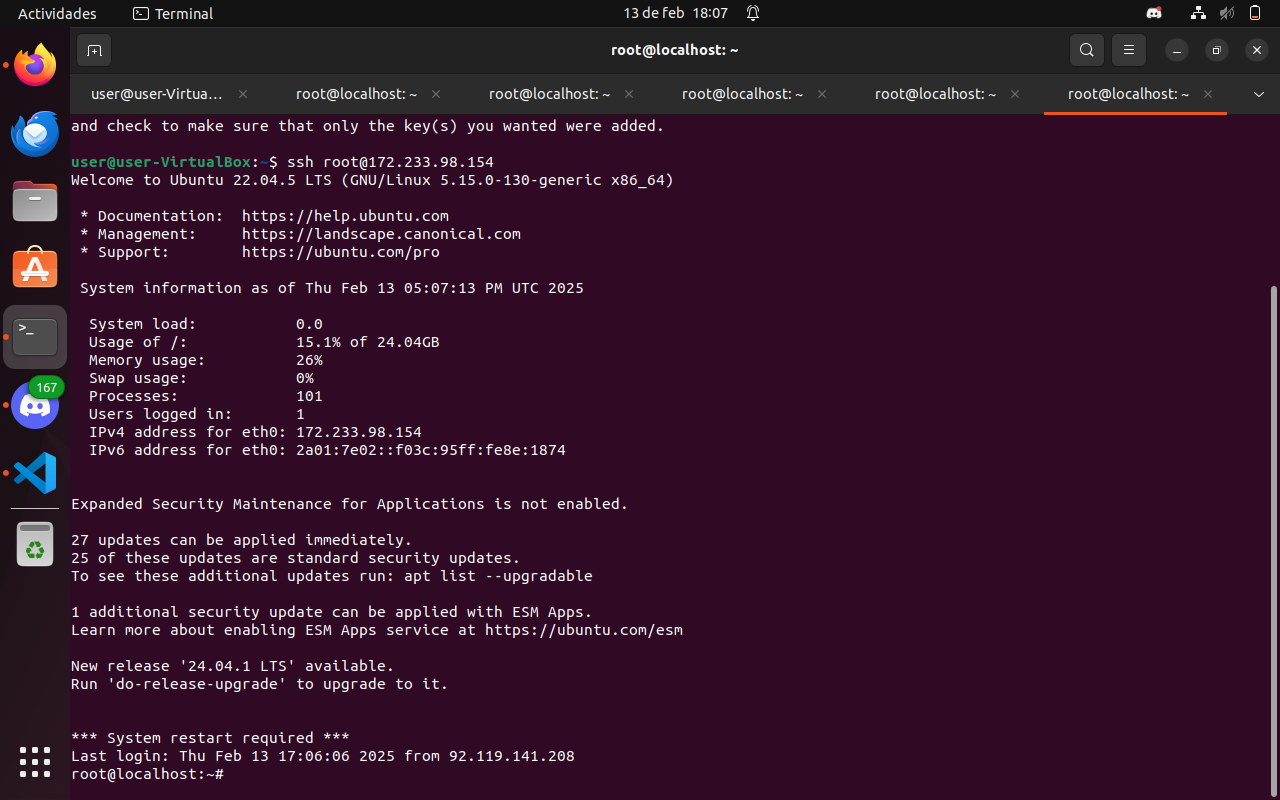 Actividades
Terminal
13 de feb 18:07
root@localhost: ~
user@user-Virtua...
root@localhost: ~
root@localhost: ~
root@localhost: ~
root@localhost: ~
root@localhost: ~
and check to make sure that only the key(s) you wanted were added.
user@user-VirtualBox:~$ ssh root@172.233.98.154
Welcome to Ubuntu 22.04.5 LTS (GNU/Linux 5.15.0-130-generic x86_64)
* Documentation: https://help.ubuntu.com
* Management: https://landscape.canonical.com
* Support: https://ubuntu.com/pro
System information as of Thu Feb 13 05:07:13 PM UTC 2025
System load: 0.0
Usage of /: 15.1% of 24.04GB
Memory usage: 26%
Swap usage: 0%
Processes: 101
Users logged in: 1
IPv4 address for eth0: 172.233.98.154
IPv6 address for eth0: 2a01:7e02::f03c:95ff:fe8e:1874
Expanded Security Maintenance for Applications is not enabled.
27 updates can be applied immediately.
25 of these updates are standard security updates.
To see these additional updates run: apt list --upgradable
1 additional security update can be applied with ESM Apps.
Learn more about enabling ESM Apps service at https://ubuntu.com/esm
New release '24.04.1 LTS' available.
Run 'do-release-upgrade' to upgrade to it.
*** System restart required ***
Last login: Thu Feb 13 17:06:06 2025 from 92.119.141.208
root@localhost:~#
167